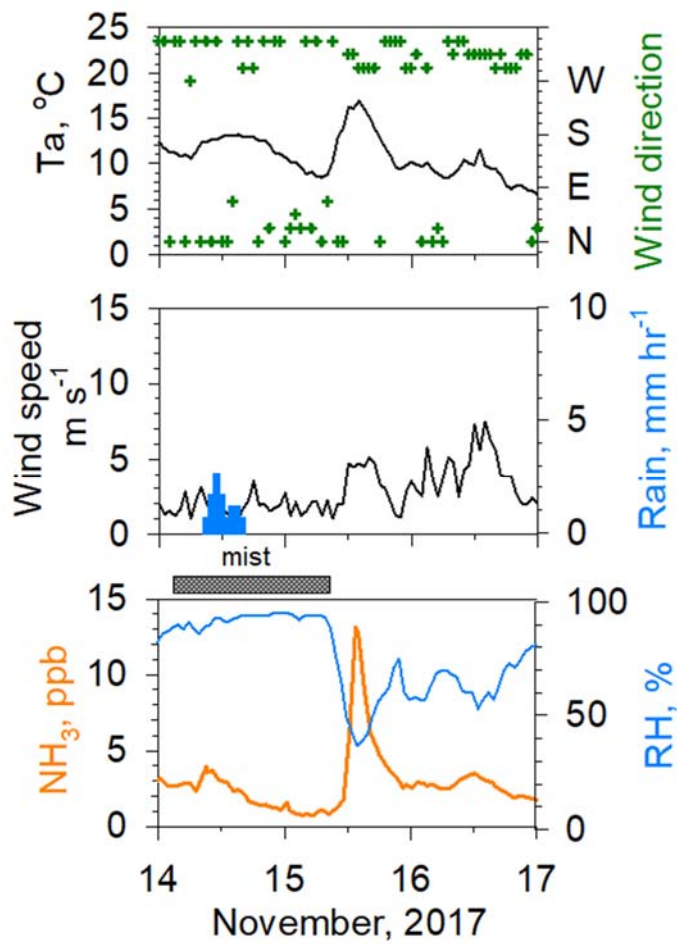 25
20
15
10
5
0
Ta, °C
W
S
E
N
Wind direction
15
10
5
0
Wind speed
m s⁻¹
10
5
0
Rain, mm hr⁻¹
mist
15
10
5
0
NH₃, ppb
100
50
0
RH, %
14
15
16
17
November, 2017